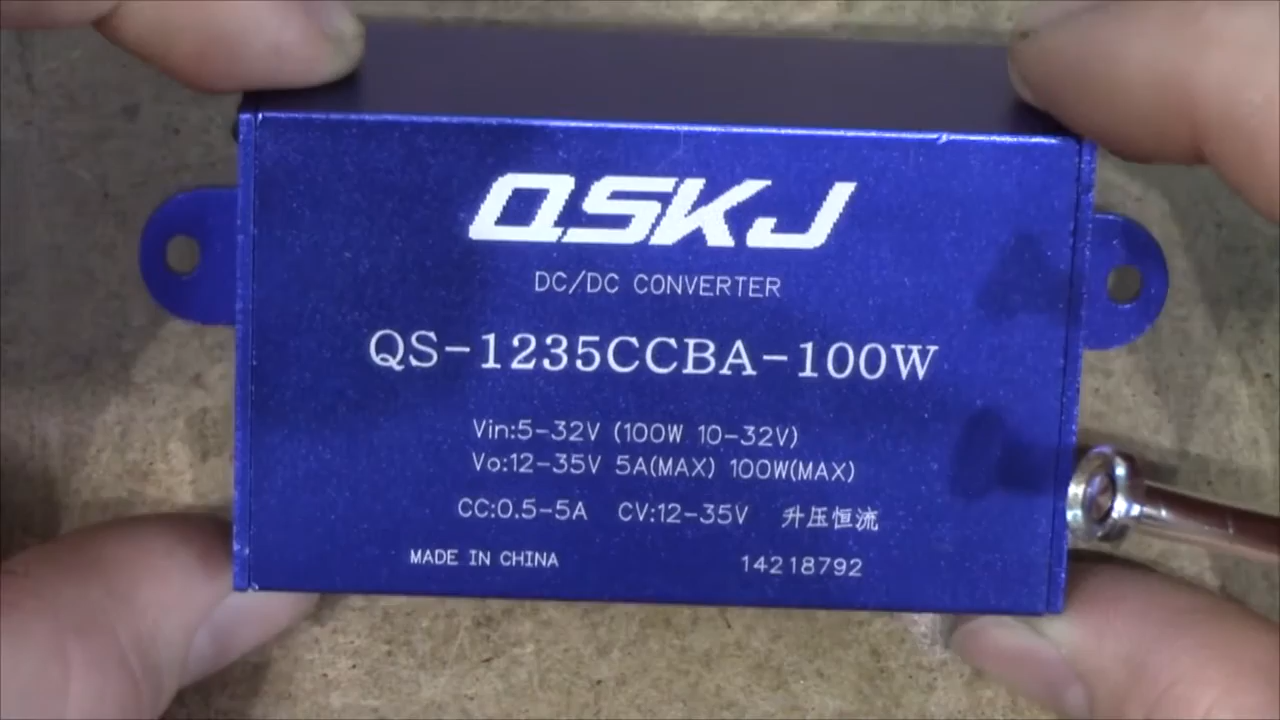 QSKJ
DC/DC CONVERTER
QS-1235CCBA-100W
Vin:5-32V (100W 10-32V)
Vo:12-35V 5A(MAX) 100W(MAX)
CC:0.5-5A CV:12-35V 升压恒流
MADE IN CHINA 14218792